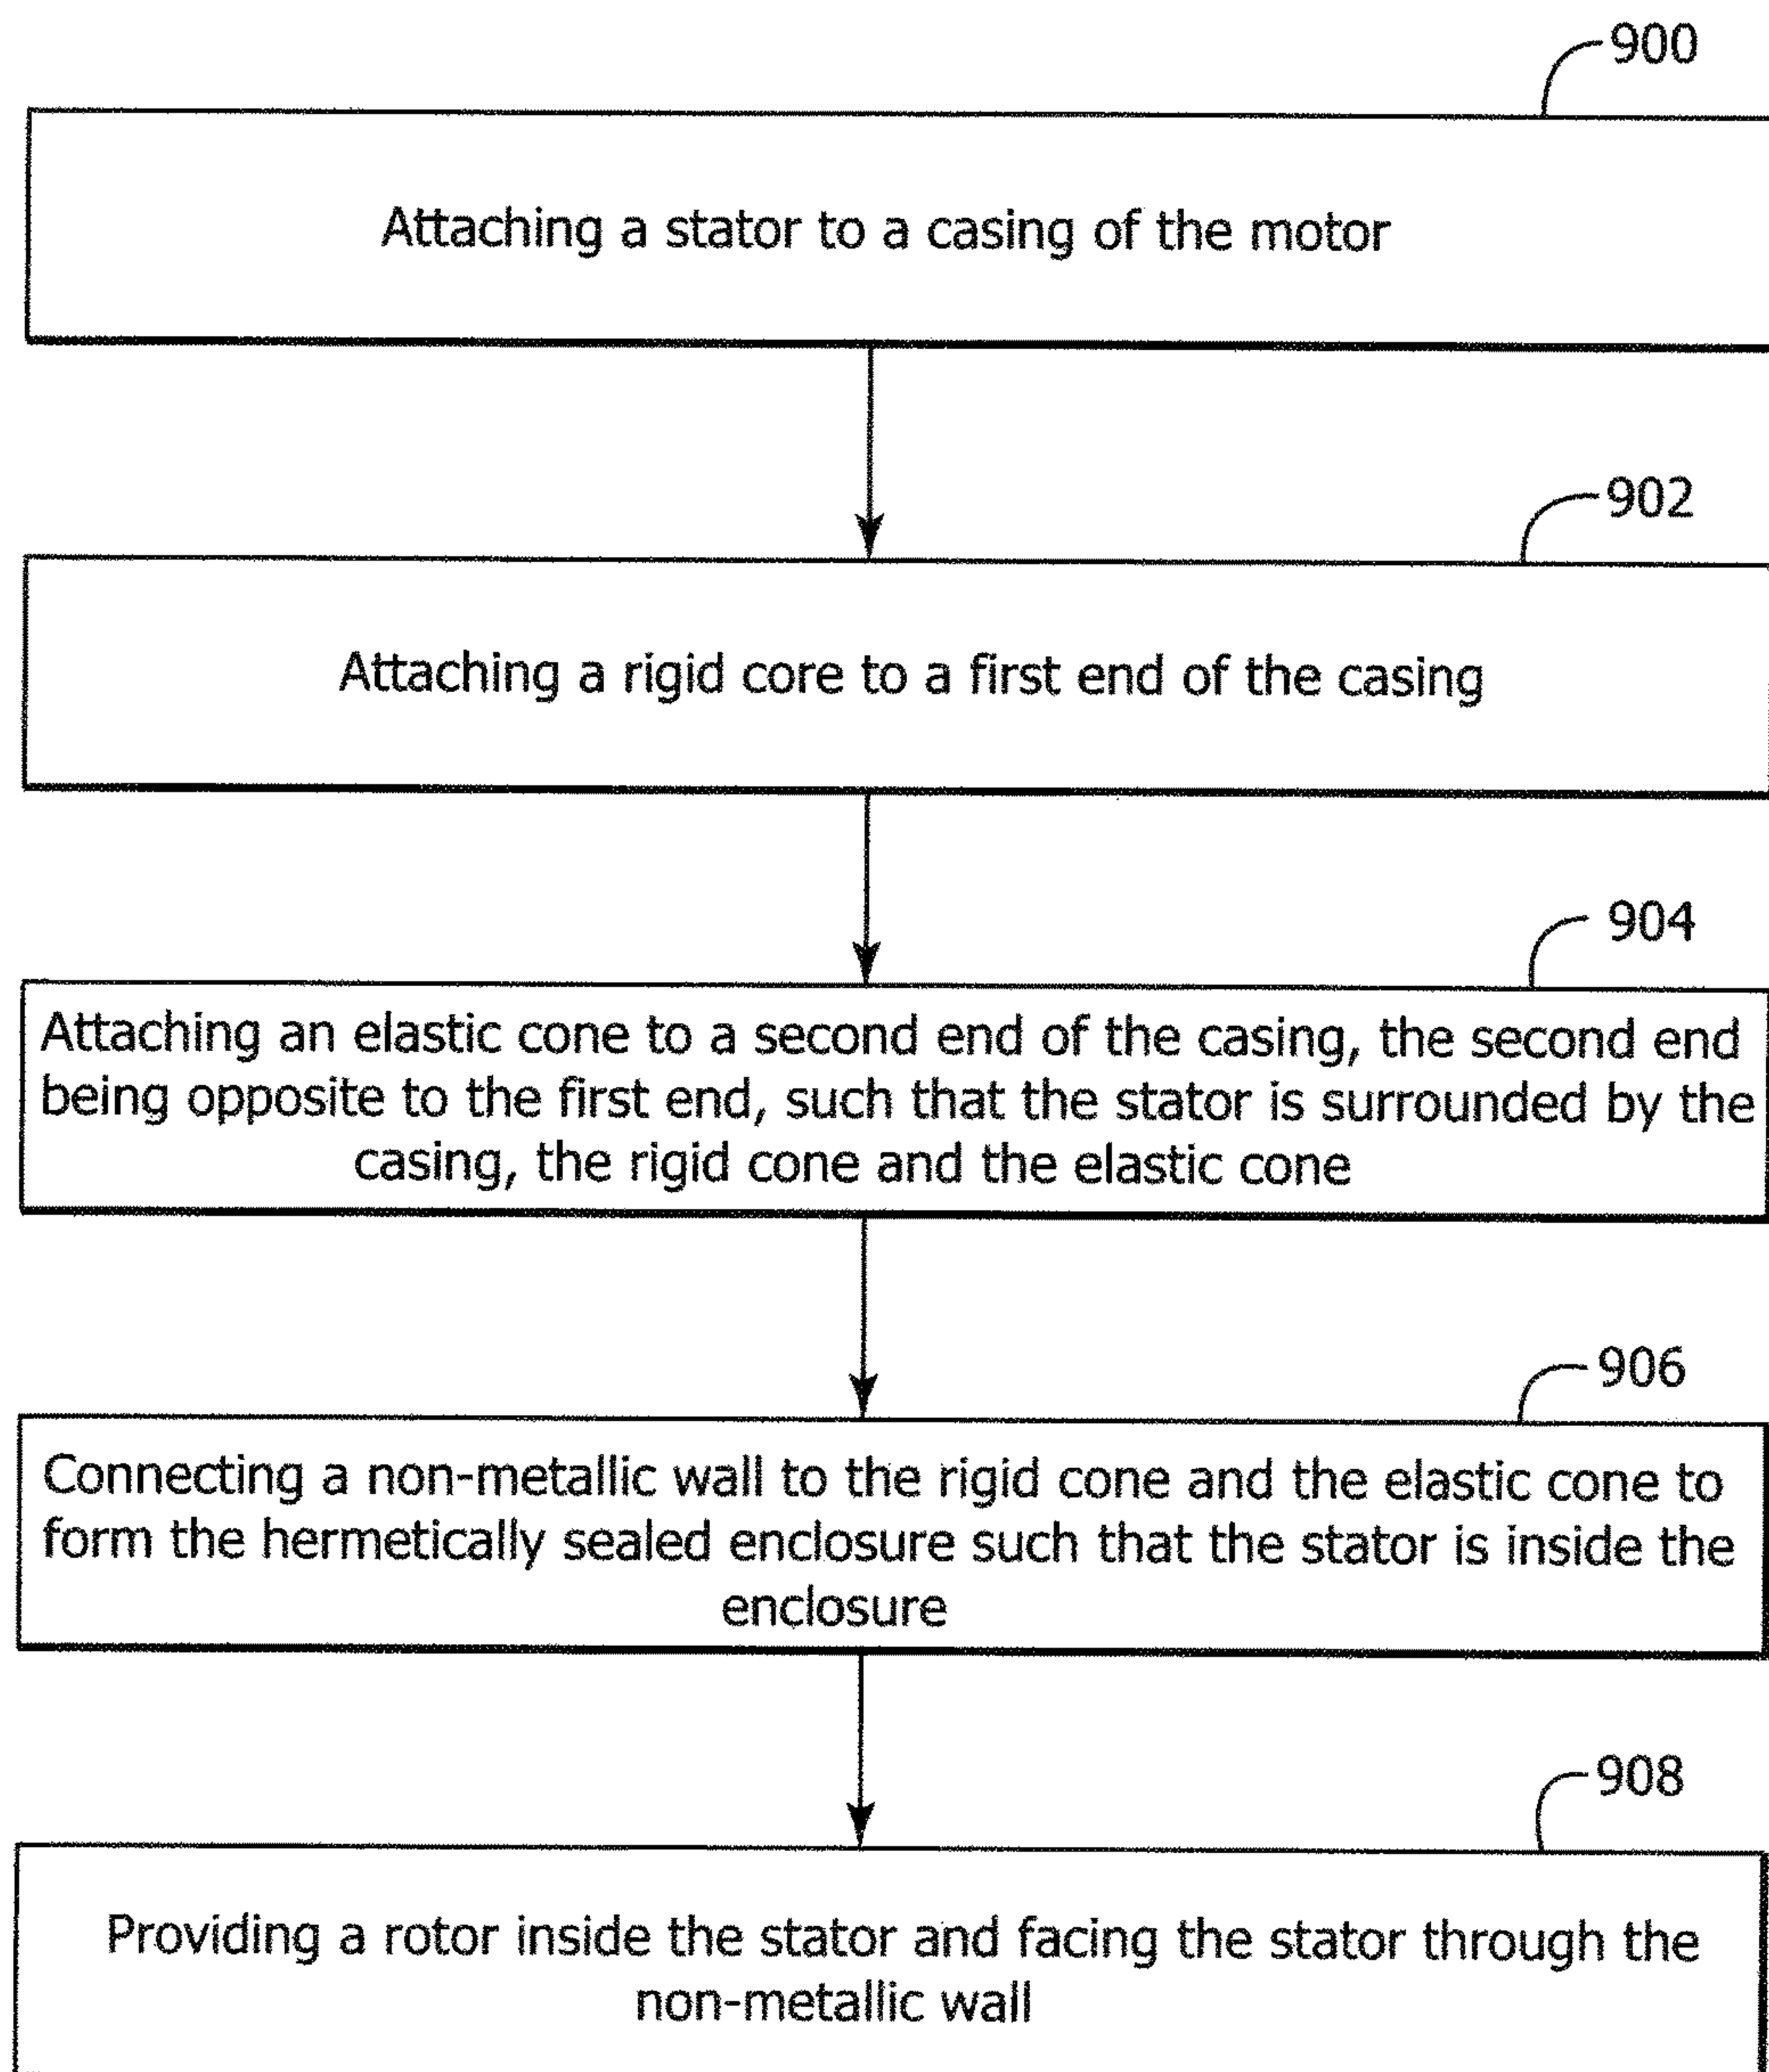 900
Attaching a stator to a casing of the motor
902
Attaching a rigid core to a first end of the casing
904
Attaching an elastic cone to a second end of the casing, the second end
being opposite to the first end, such that the stator is surrounded by the
casing, the rigid cone and the elastic cone
906
Connecting a non-metallic wall to the rigid cone and the elastic cone to
form the hermetically sealed enclosure such that the stator is inside the
enclosure
908
Providing a rotor inside the stator and facing the stator through the
non-metallic wall